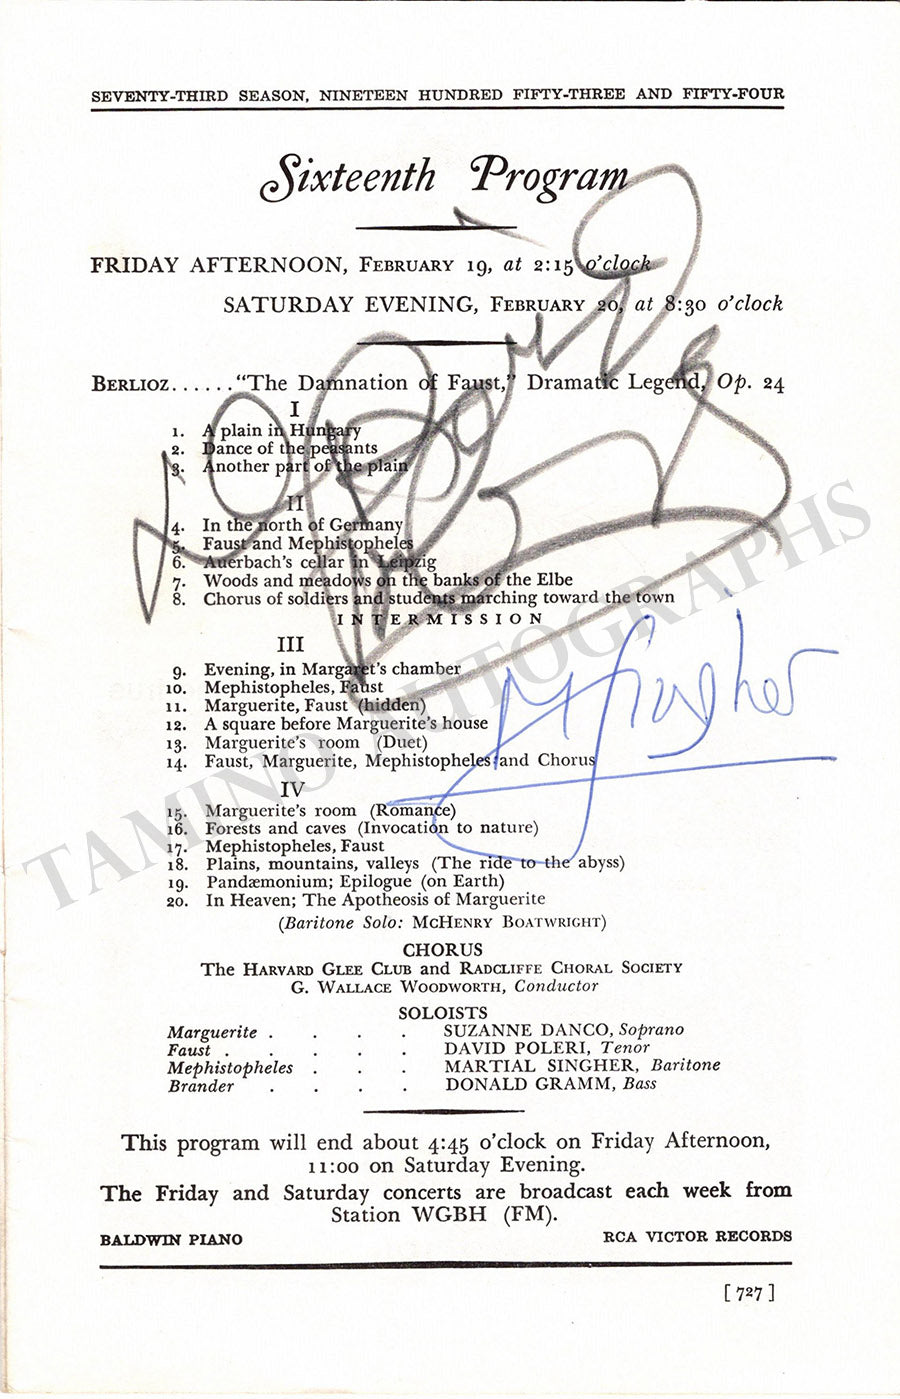 SEVENTY-THIRD SEASON, NINETEEN HUNDRED FIFTY-THREE AND FIFTY-FOUR
Sixteenth Program
FRIDAY AFTERNOON, FEBRUARY 19, at 2:15 o'clock
SATURDAY EVENING, FEBRUARY 20, at 8:30 o'clock
BERLIOZ......"The Damnation of Faust," Dramatic Legend, Op. 24
I
1. A plain in Hungary
2. Dance of the peasants
3. Another part of the plain
II
4. In the north of Germany
5. Faust and Mephistopheles
6. Auerbach's cellar in Leipzig
7. Woods and meadows on the banks of the Elbe
8. Chorus of soldiers and students marching toward the town
INTERMISSION
III
9. Evening, in Margaret's chamber
10. Mephistopheles, Faust
11. Marguerite, Faust (hidden)
12. A square before Marguerite's house
13. Marguerite's room (Duet)
14. Faust, Marguerite, Mephistopheles and Chorus
M Singher
IV
15. Marguerite's room (Romance)
16. Forests and caves (Invocation to nature)
17. Mephistopheles, Faust
18. Plains, mountains, valleys (The ride to the abyss)
19. Pandæmonium; Epilogue (on Earth)
20. In Heaven; The Apotheosis of Marguerite
(Baritone Solo: MCHENRY BOATWRIGHT)
CHORUS
The HARVARD GLEE CLUB and RADCLIFFE CHORAL SOCIETY
G. WALLACE WOODWORTH, Conductor
SOLOISTS
Marguerite . . . . SUZANNE DANCO, Soprano
Faust . . . . . DAVID POLERI, Tenor
Mephistopheles . . . MARTIAL SINGHER, Baritone
Brander . . . . DONALD GRAMM, Bass
This program will end about 4:45 o'clock on Friday Afternoon,
11:00 on Saturday Evening.
The Friday and Saturday concerts are broadcast each week from
Station WGBH (FM).
BALDWIN PIANO RCA VICTOR RECORDS
[ 727 ]
TAMINO AUTOGRAPHS